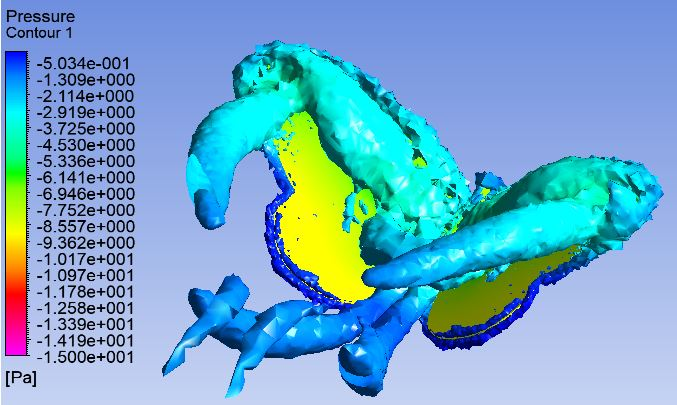 Pressure
Contour 1
-5.034e-001
-1.309e+000
-2.114e+000
-2.919e+000
-3.725e+000
-4.530e+000
-5.336e+000
-6.141e+000
-6.946e+000
-7.752e+000
-8.557e+000
-9.362e+000
-1.017e+001
-1.097e+001
-1.178e+001
-1.258e+001
-1.339e+001
-1.419e+001
-1.500e+001
[Pa]